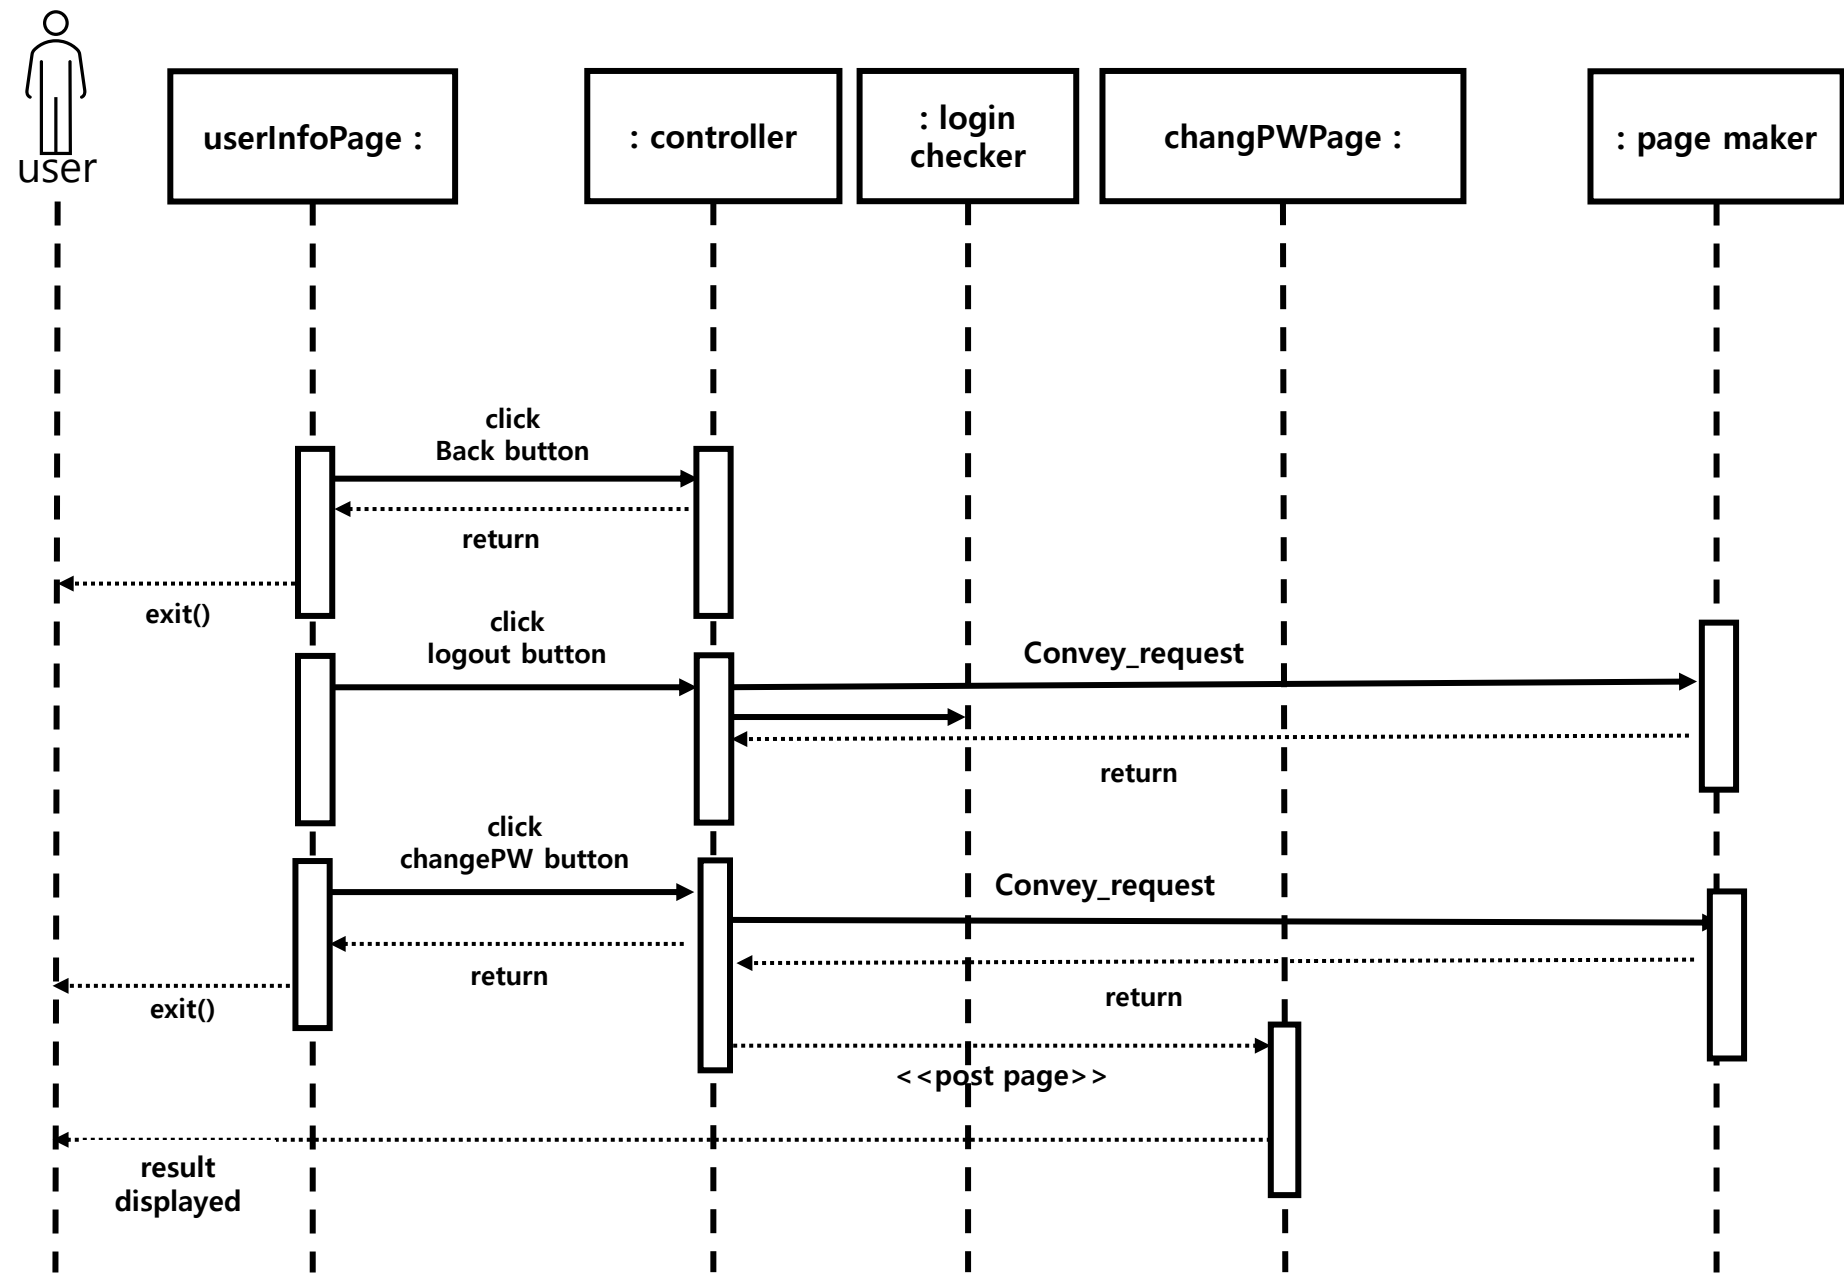 user
userInfoPage :
: controller
: login
checker
changPWPage :
: page maker
click
Back button
return
exit()
click
logout button
Convey_request
return
click
changePW button
Convey_request
return
exit()
return
<<post page>>
result
displayed